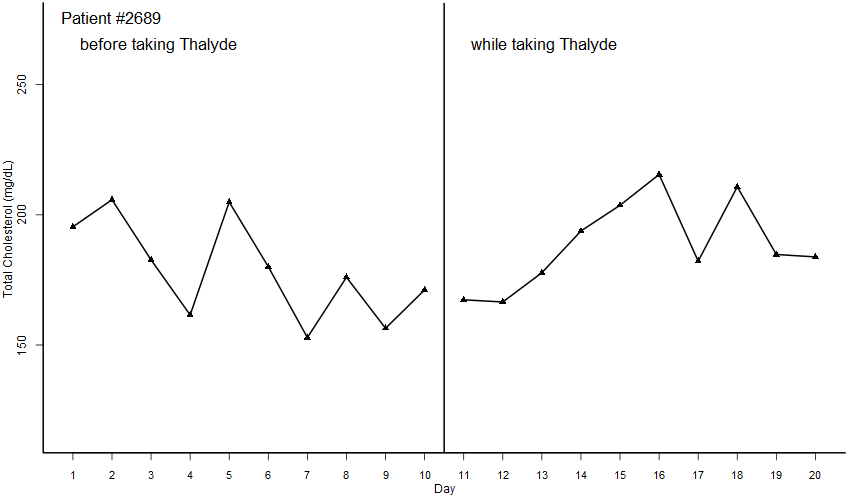 Patient #2689
before taking Thalyde
while taking Thalyde
Total Cholesterol (mg/dL)
250
200
150
1 2 3 4 5 6 7 8 9 10 11 12 13 14 15 16 17 18 19 20
Day